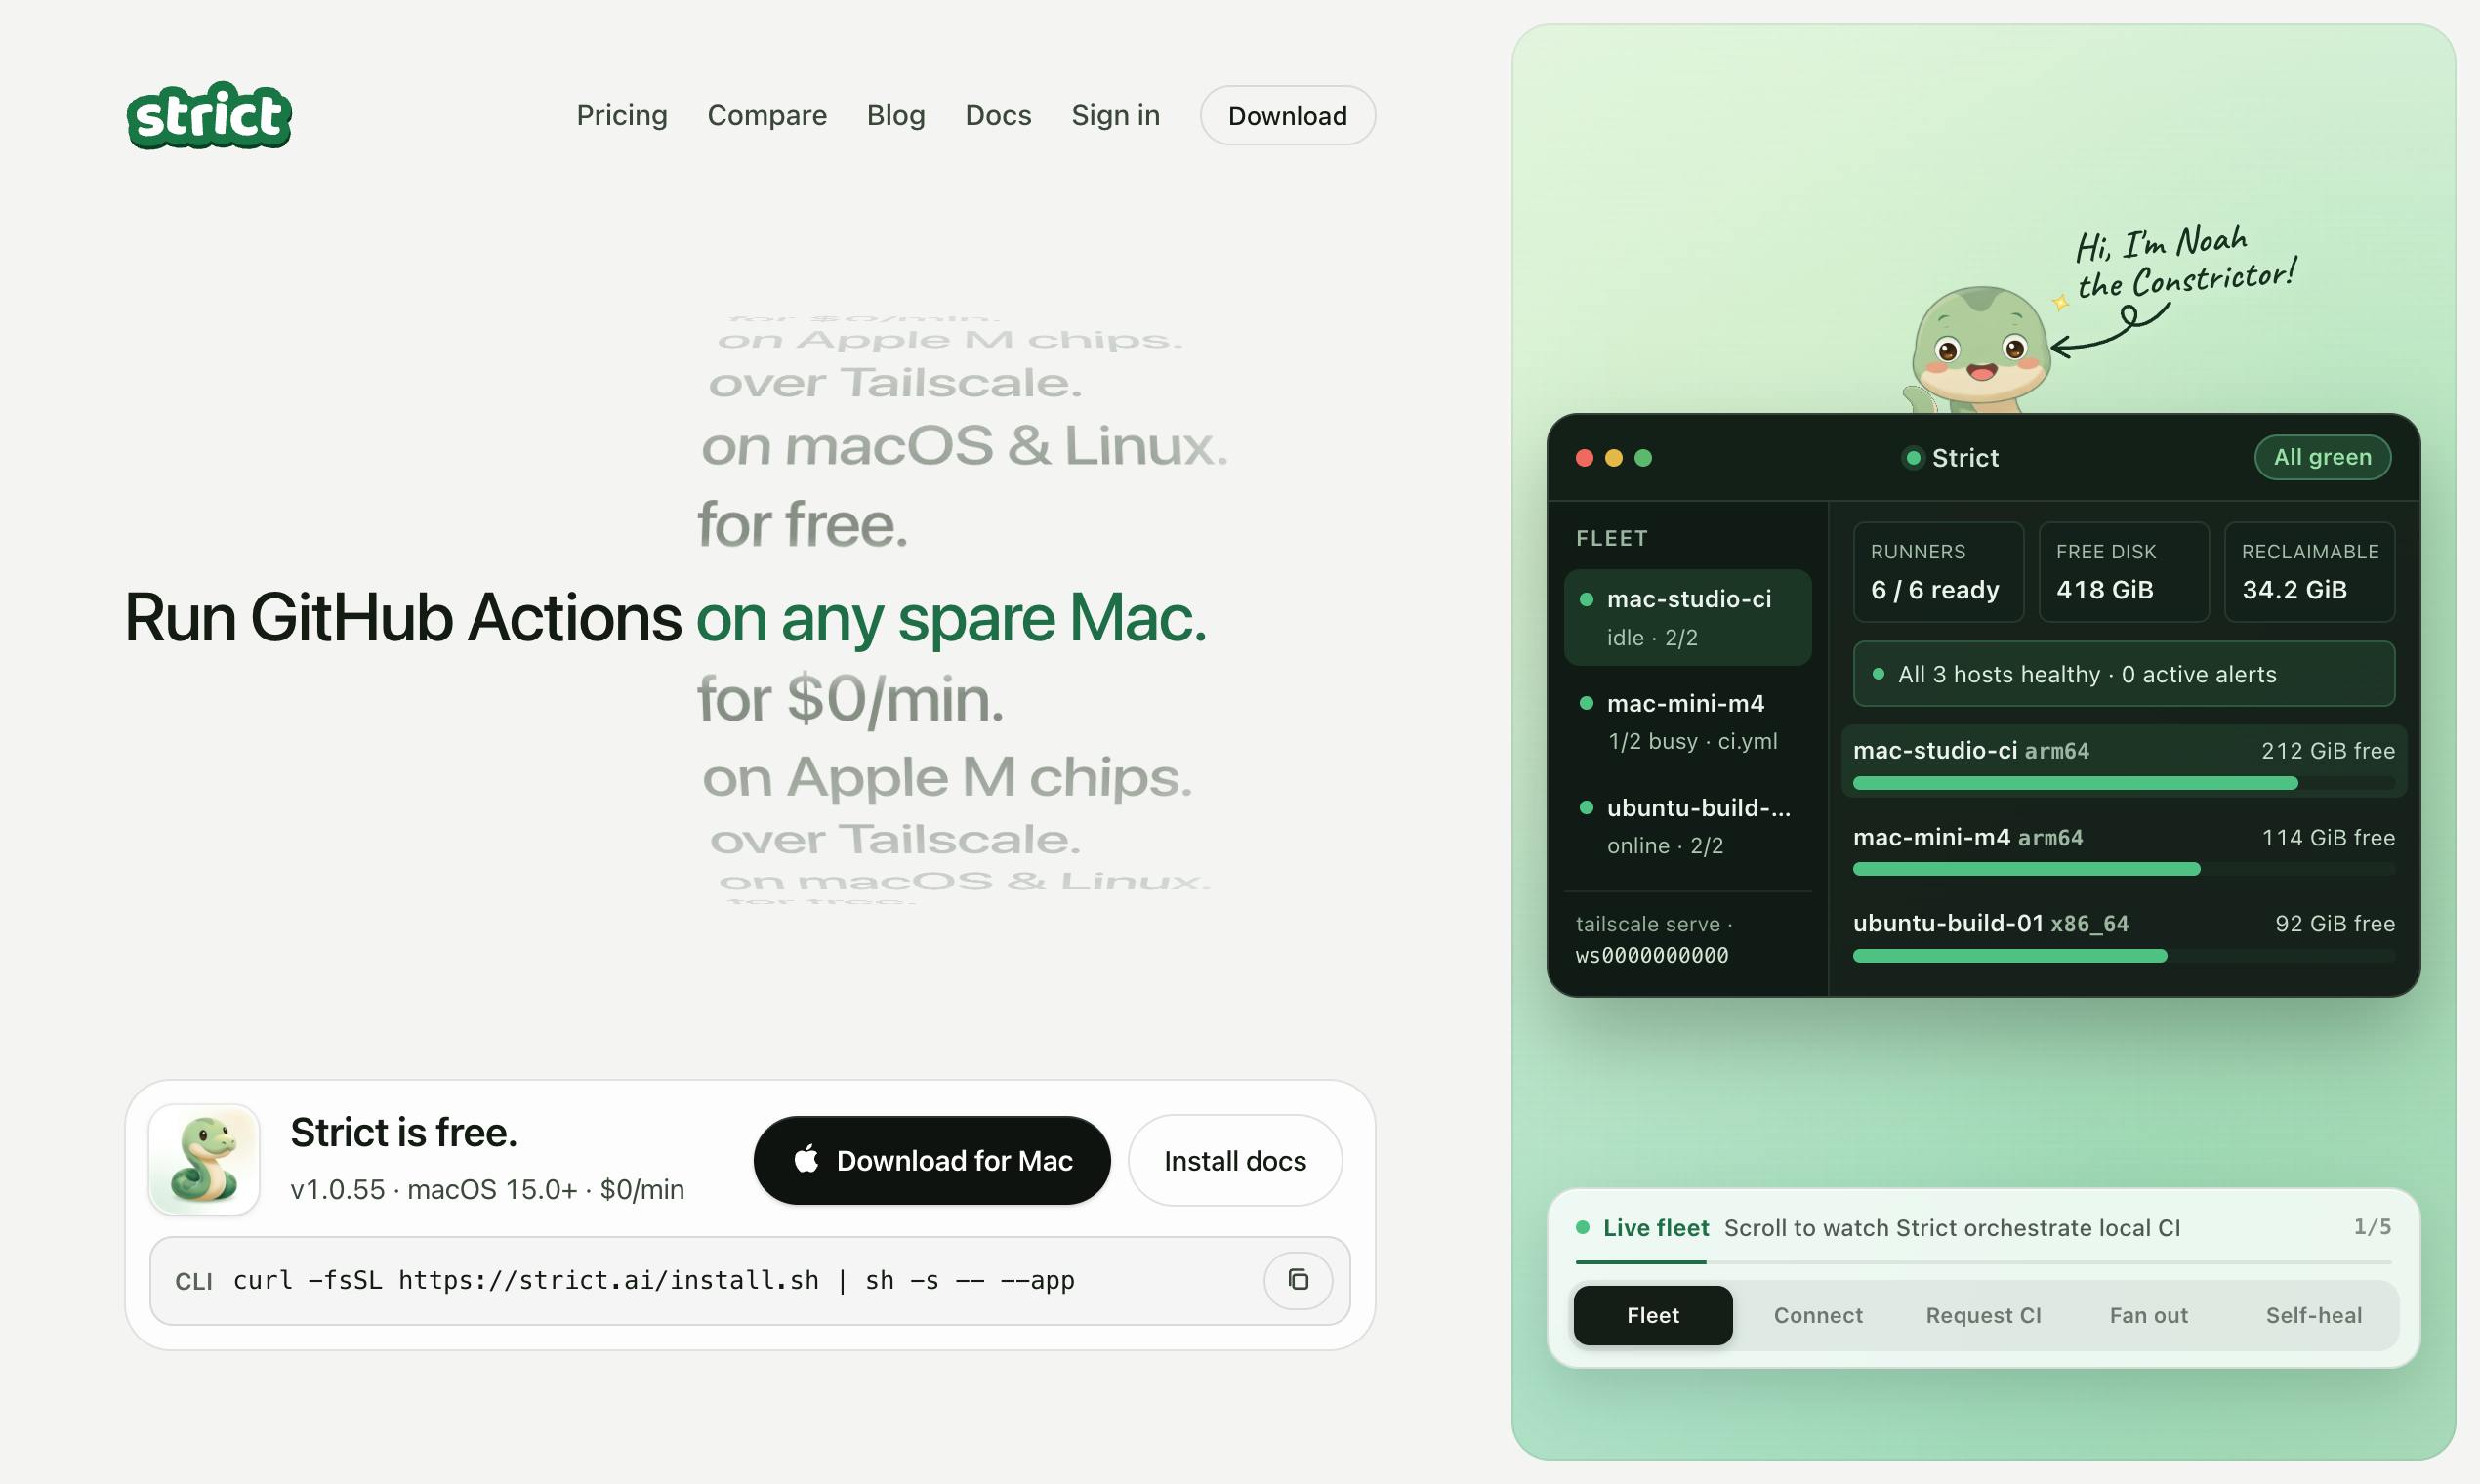 strict
Pricing Compare Blog Docs Sign in Download
for $0/min.
on Apple M chips.
over Tailscale.
on macOS & Linux.
for free.
Run GitHub Actions on any spare Mac.
for $0/min.
on Apple M chips.
over Tailscale.
on macOS & Linux.
for free.
Strict is free.
v1.0.55 · macOS 15.0+ · $0/min
Download for Mac
Install docs
CLI curl -fsSL https://strict.ai/install.sh | sh -s -- --app
Hi, I'm Noah
the Constrictor!
Strict
All green
FLEET
mac-studio-ci
idle · 2/2
mac-mini-m4
1/2 busy · ci.yml
ubuntu-build-...
online · 2/2
tailscale serve ·
ws0000000000
RUNNERS
6 / 6 ready
FREE DISK
418 GiB
RECLAIMABLE
34.2 GiB
All 3 hosts healthy · 0 active alerts
mac-studio-ci arm64 212 GiB free
mac-mini-m4 arm64 114 GiB free
ubuntu-build-01 x86_64 92 GiB free
Live fleet Scroll to watch Strict orchestrate local CI 1/5
Fleet Connect Request CI Fan out Self-heal